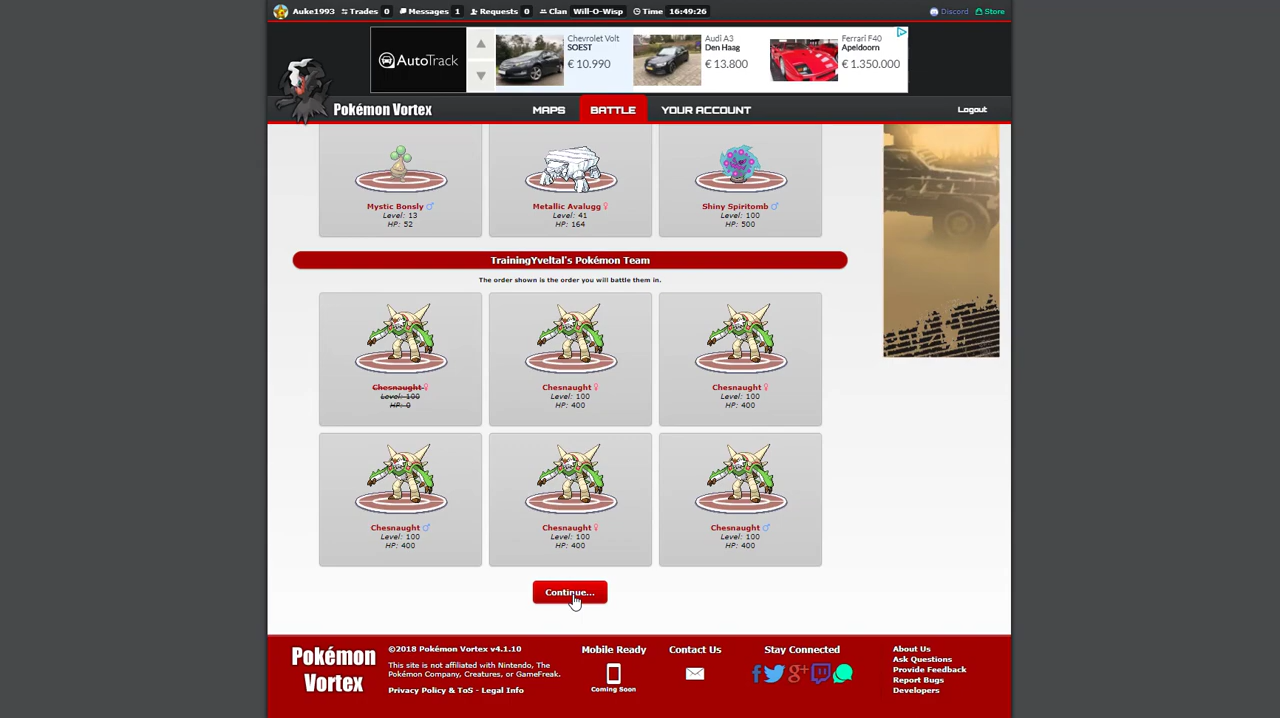 Auke1993 Trades 0 Messages 1 Requests 0 Clan Will-O-Wisp Time 16:49:26 Discord Store
AutoTrack
Chevrolet Volt
SOEST
€ 10.990
Audi A3
Den Haag
€ 13.800
Ferrari F40
Apeldoorn
€ 1.350.000
Pokémon Vortex MAPS BATTLE YOUR ACCOUNT Logout
Mystic Bonsly ♂
Level: 13
HP: 52
Metallic Avalugg ♀
Level: 41
HP: 164
Shiny Spiritomb ♂
Level: 100
HP: 500
TrainingYveltal's Pokémon Team
The order shown is the order you will battle them in.
Chesnaught ♀
Level: 100
HP: 0
Chesnaught ♀
Level: 100
HP: 400
Chesnaught ♀
Level: 100
HP: 400
Chesnaught ♂
Level: 100
HP: 400
Chesnaught ♀
Level: 100
HP: 400
Chesnaught ♂
Level: 100
HP: 400
Continue...
Pokémon
Vortex
©2018 Pokémon Vortex v4.1.10
This site is not affiliated with Nintendo, The
Pokémon Company, Creatures, or GameFreak.
Privacy Policy & ToS - Legal Info
Mobile Ready
Coming Soon
Contact Us
Stay Connected
About Us
Ask Questions
Provide Feedback
Report Bugs
Developers